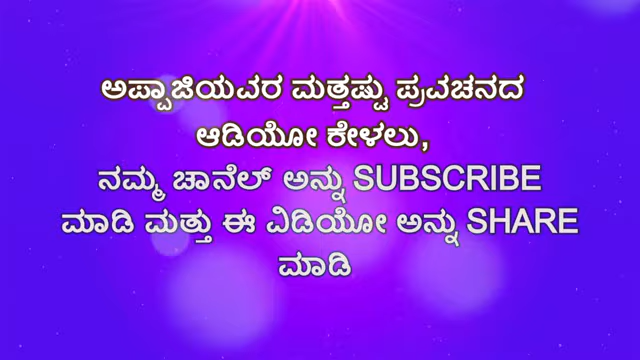 ಅಪ್ಪಾಜಿಯವರ ಮತ್ತಷ್ಟು ಪ್ರವಚನದ
ಆಡಿಯೋ ಕೇಳಲು,
ನಮ್ಮ ಚಾನೆಲ್ ಅನ್ನು SUBSCRIBE
ಮಾಡಿ ಮತ್ತು ಈ ವಿಡಿಯೋ ಅನ್ನು SHARE
ಮಾಡಿ